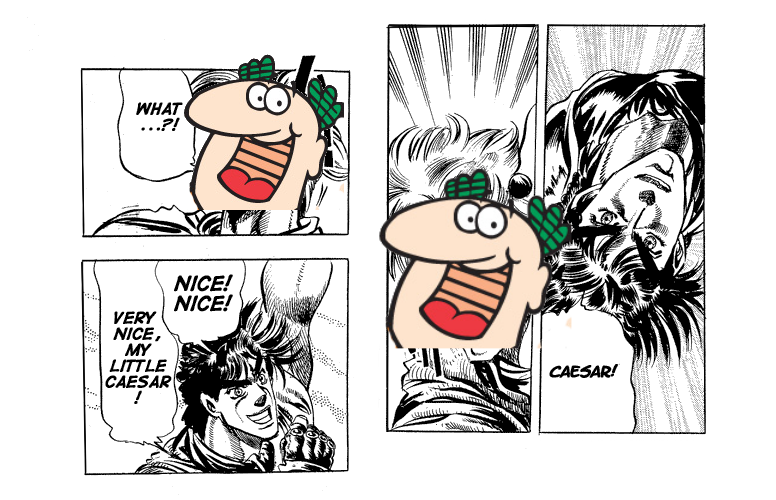 WHAT
...?!
NICE!
NICE!
VERY
NICE,
MY
LITTLE
CAESAR
!
CAESAR!